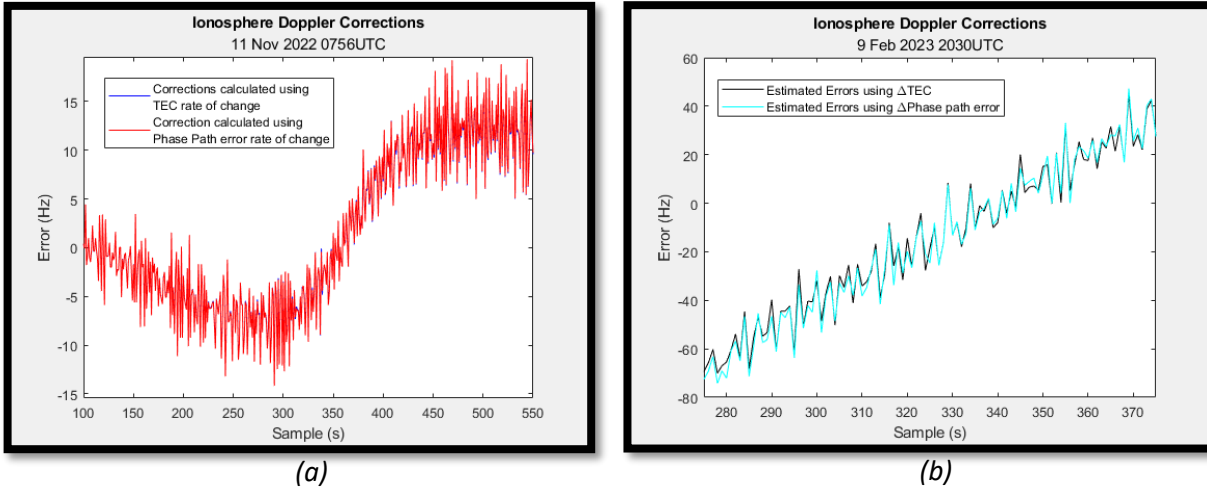 Ionosphere Doppler Corrections
11 Nov 2022 0756UTC
Corrections calculated using
TEC rate of change
Correction calculated using
Phase Path error rate of change
Error (Hz)
15
10
5
0
-5
-10
-15
100
150
200
250
300
350
400
450
500
550
Sample (s)
(a)
Ionosphere Doppler Corrections
9 Feb 2023 2030UTC
Estimated Errors using ΔTEC
Estimated Errors using ΔPhase path error
Error (Hz)
60
40
20
0
-20
-40
-60
-80
280
290
300
310
320
330
340
350
360
370
Sample (s)
(b)